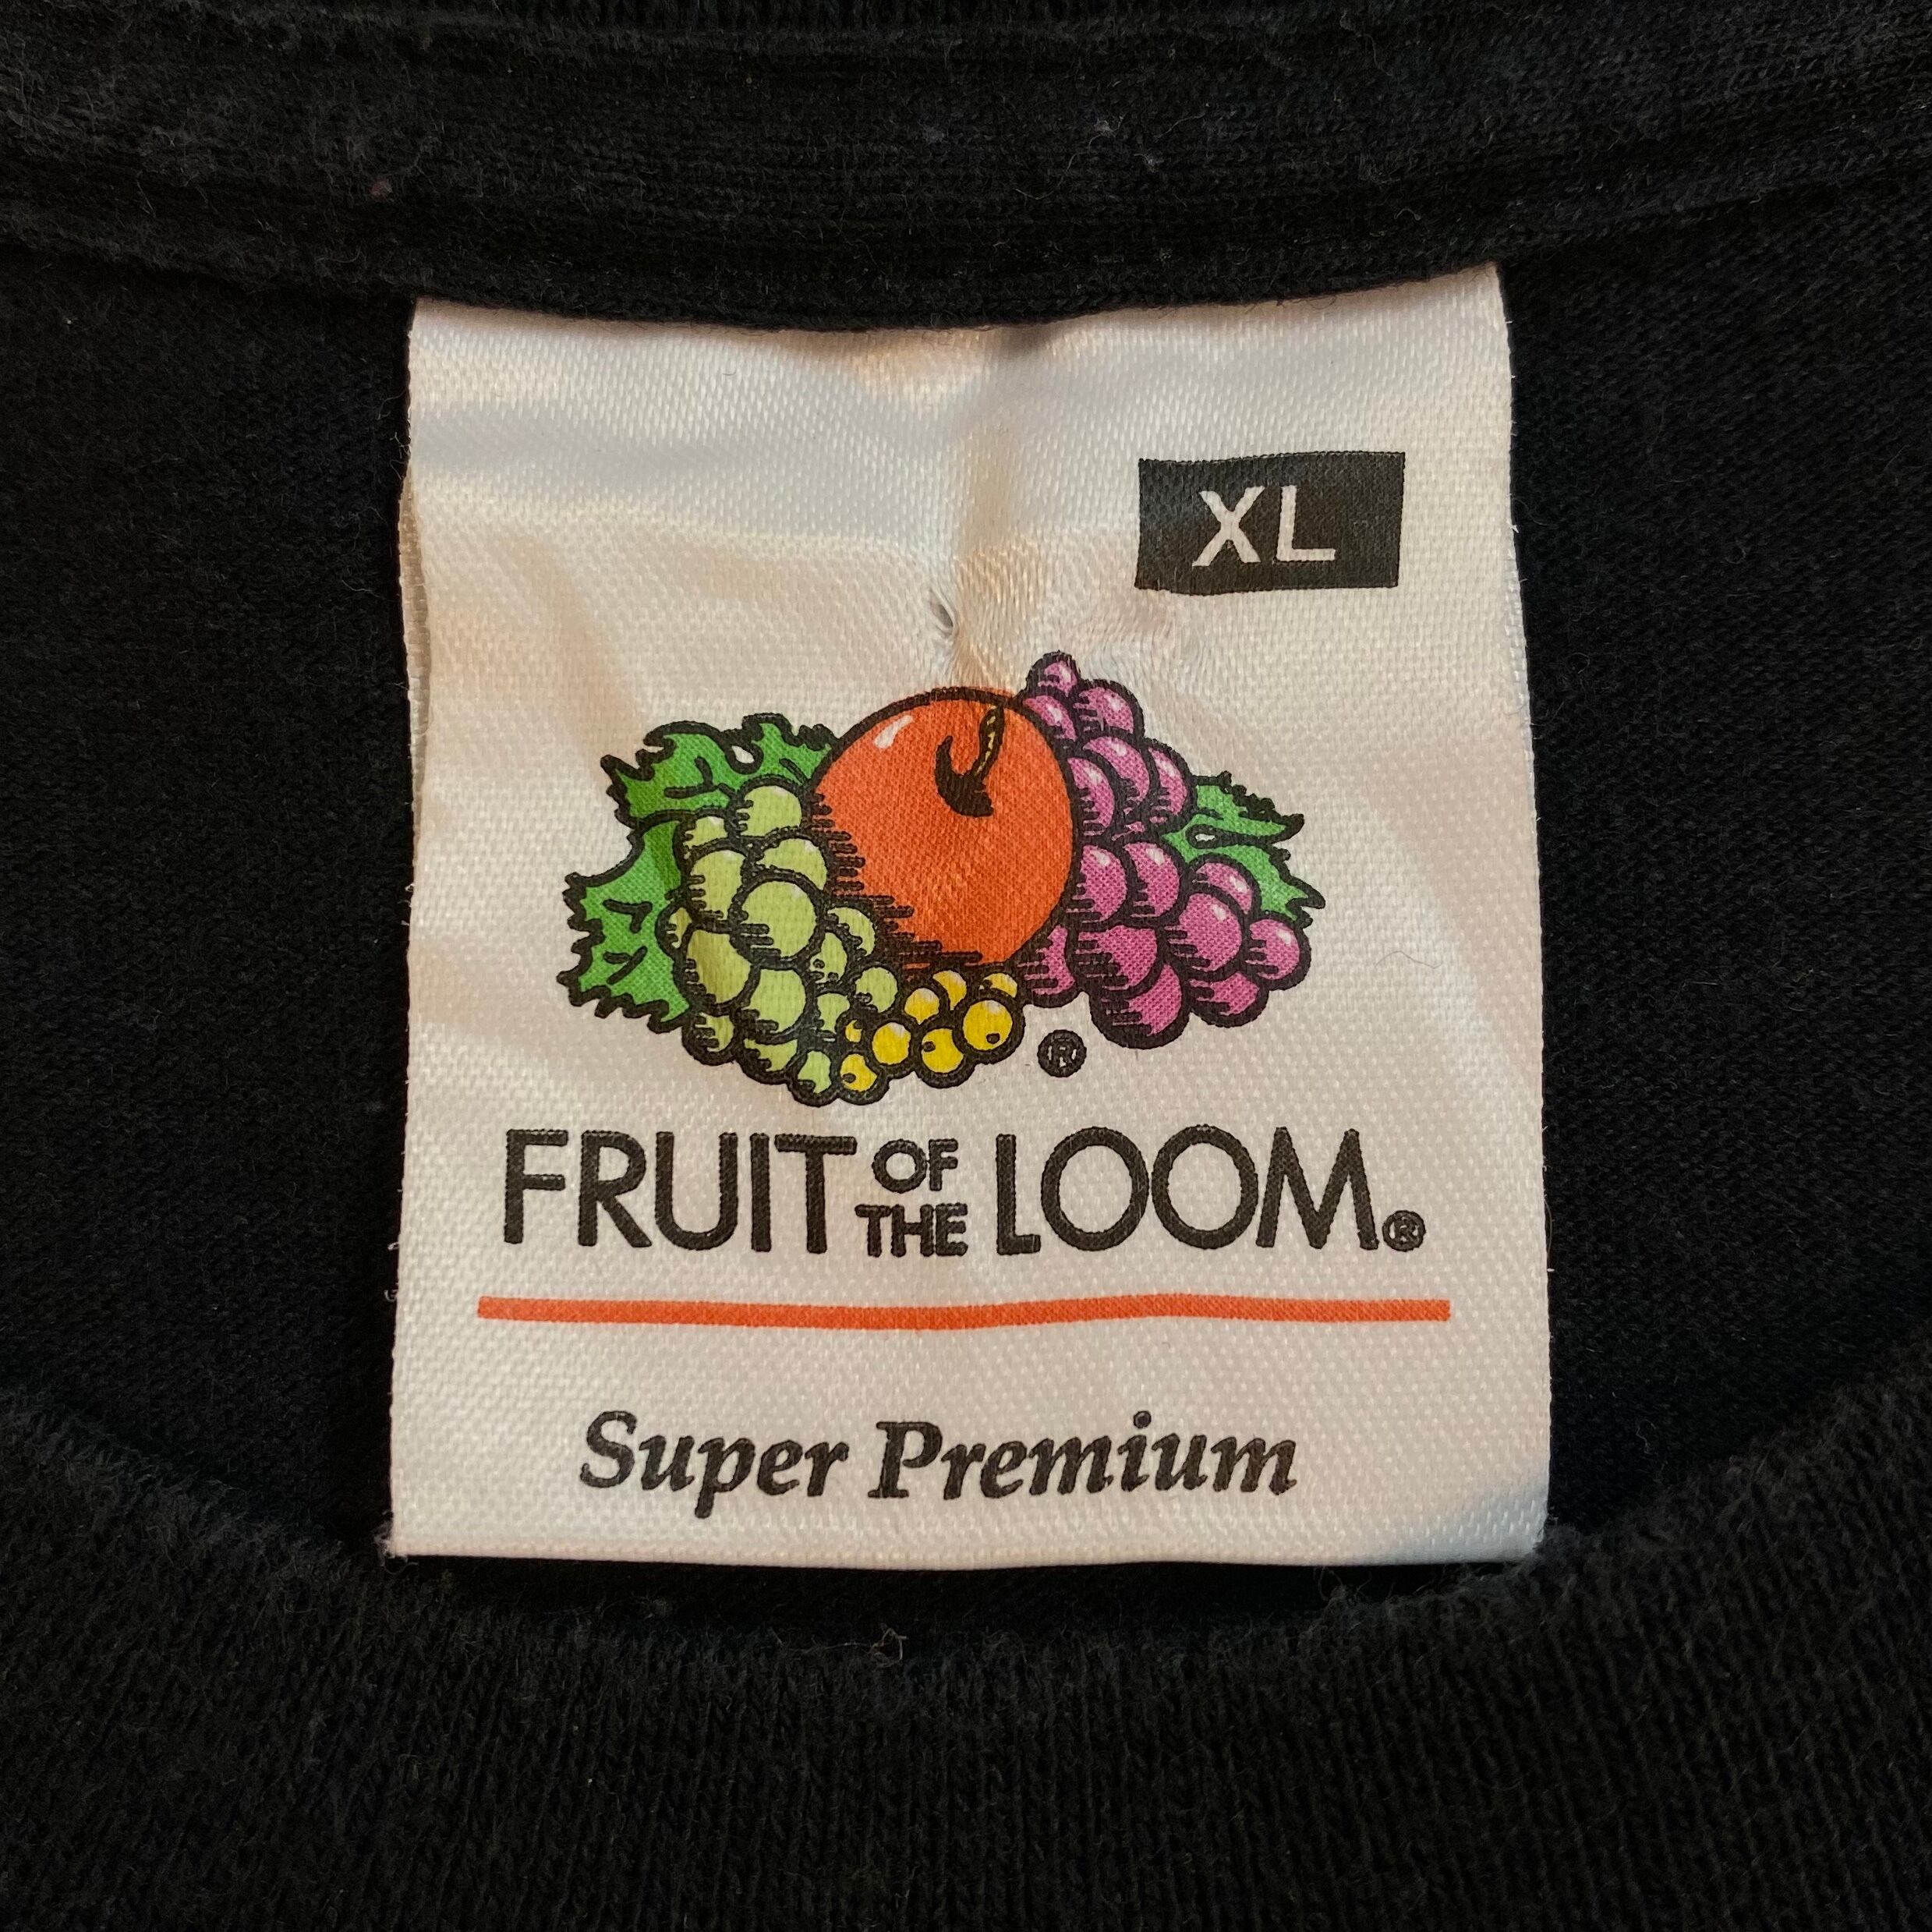 XL
®
FRUIT OF THE LOOM®
Super Premium